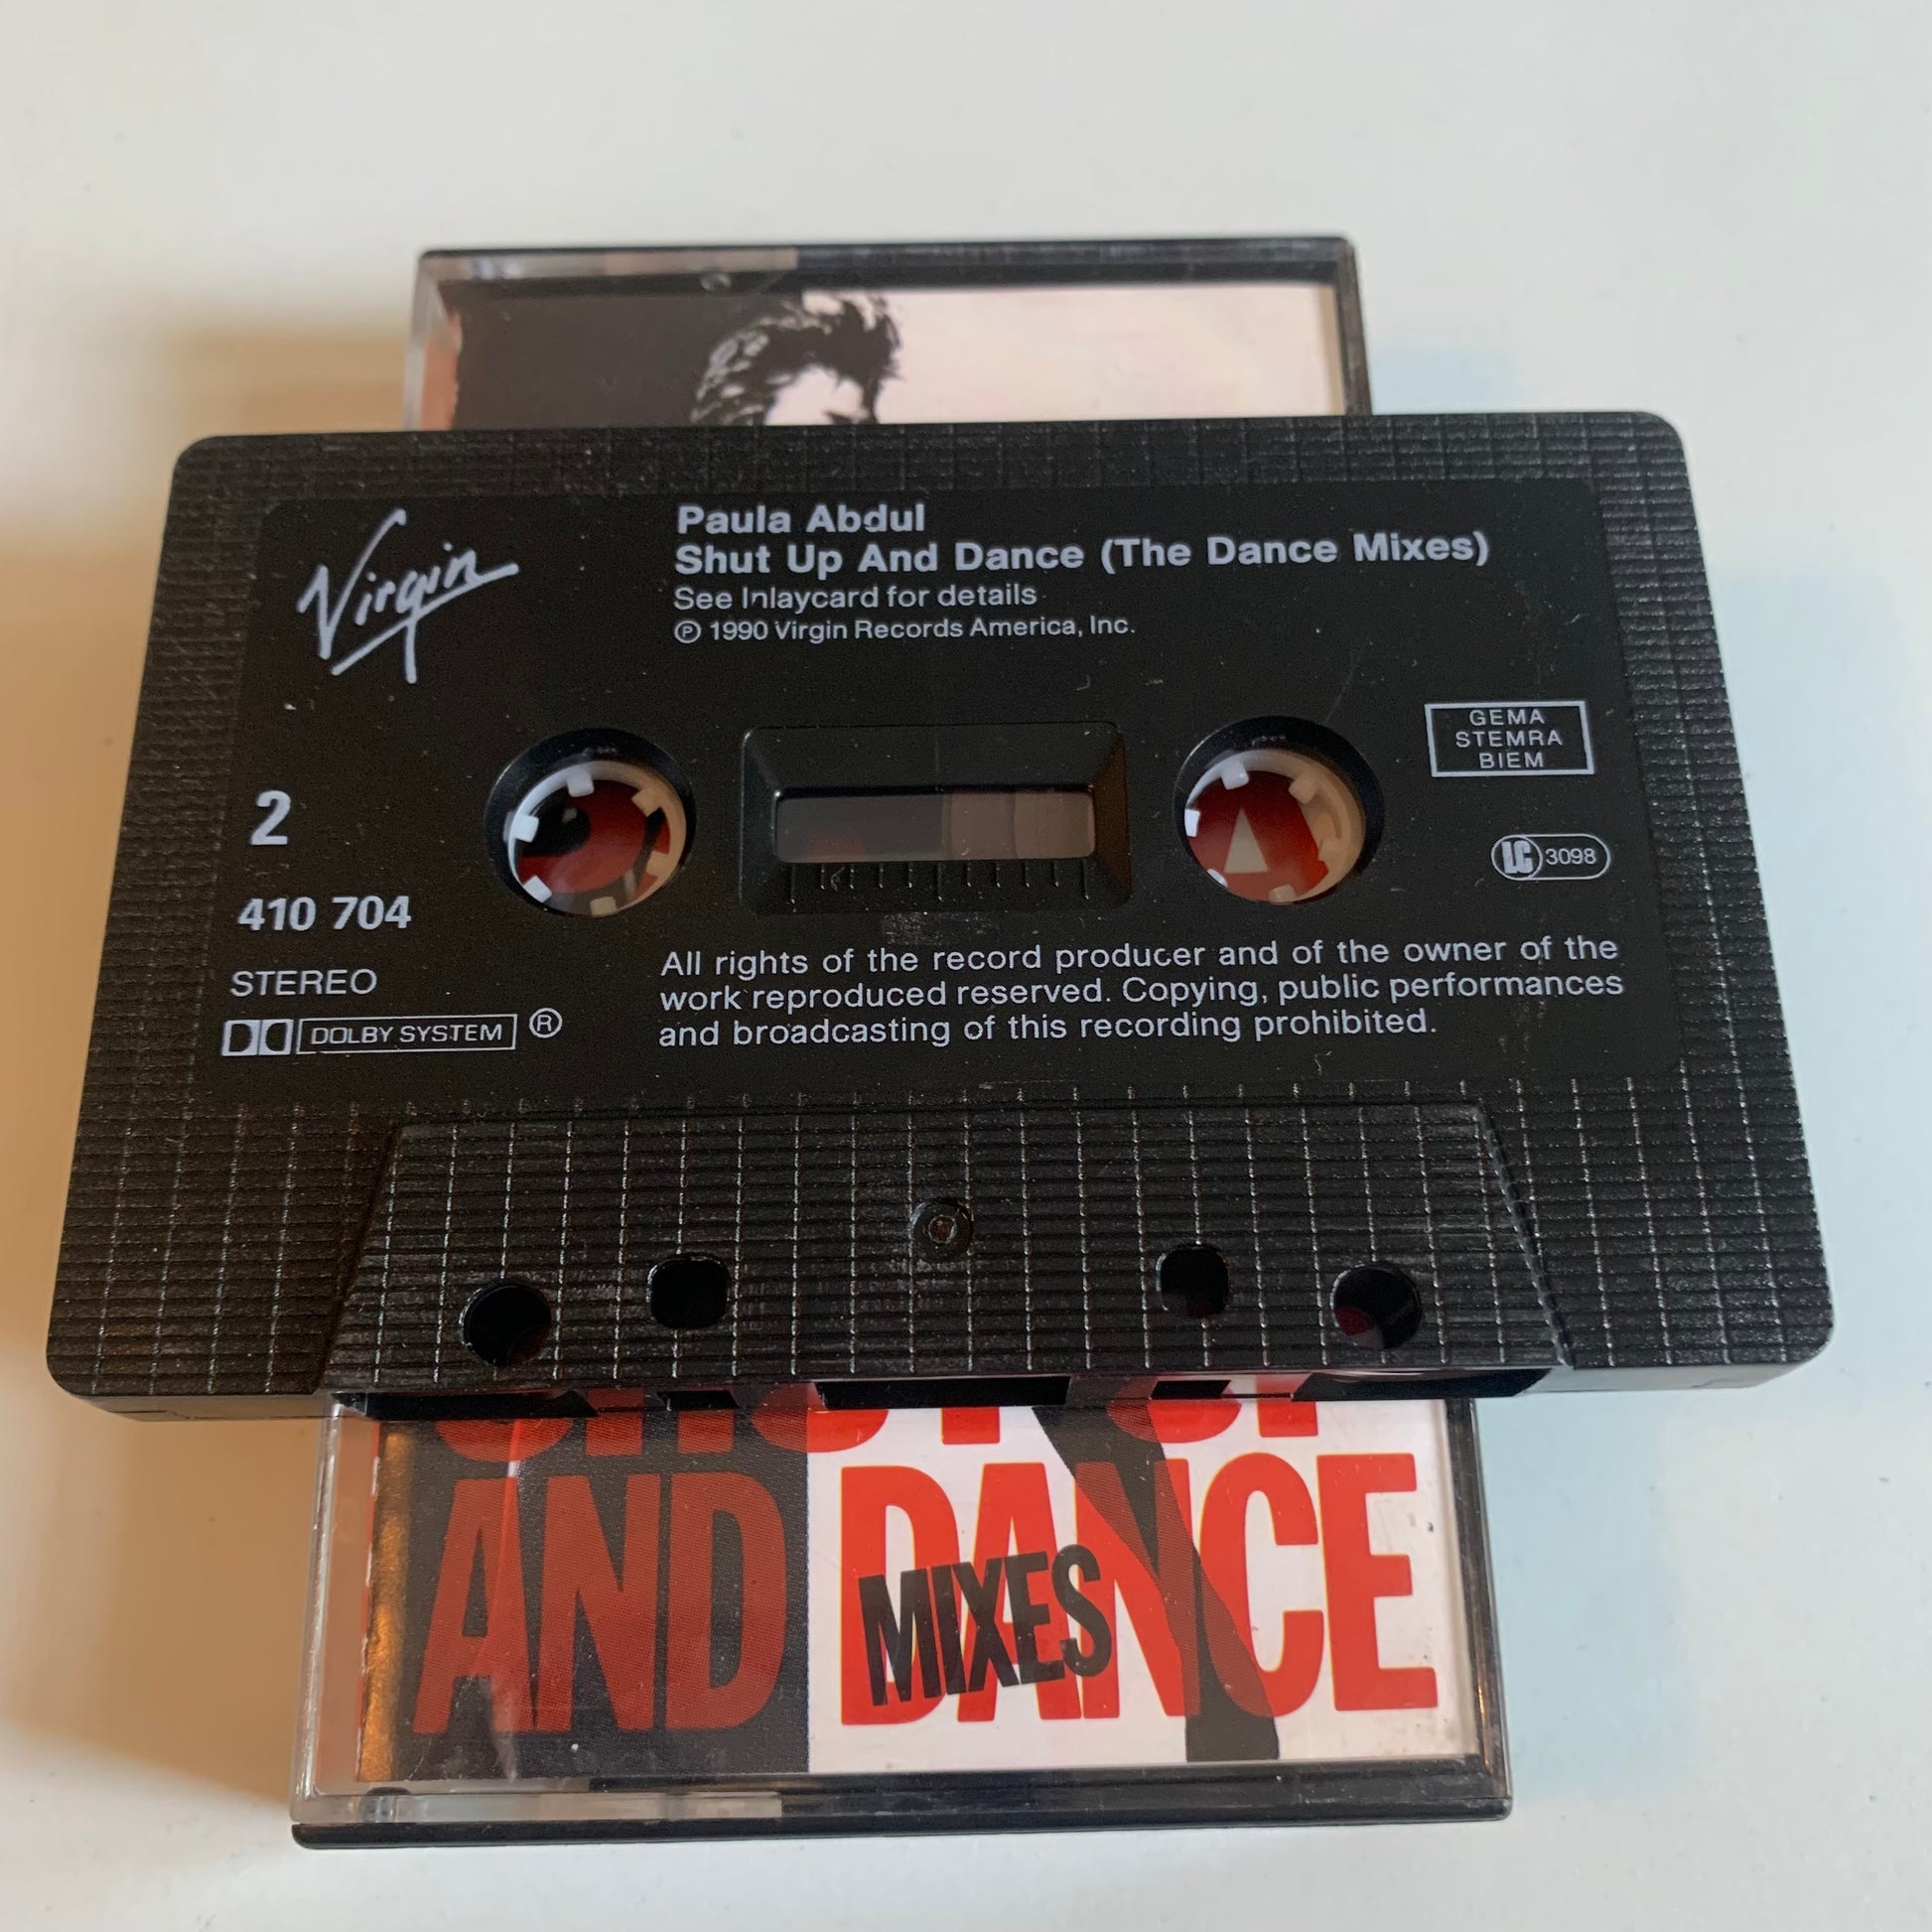 Virgin
Paula Abdul
Shut Up And Dance (The Dance Mixes)
See Inlaycard for details
℗ 1990 Virgin Records America, Inc.
GEMA
STEMRA
BIEM
2
LC 3098
410 704
STEREO
DOLBY SYSTEM ®
All rights of the record producer and of the owner of the
work reproduced reserved. Copying, public performances
and broadcasting of this recording prohibited.
AND DANCE
MIXES